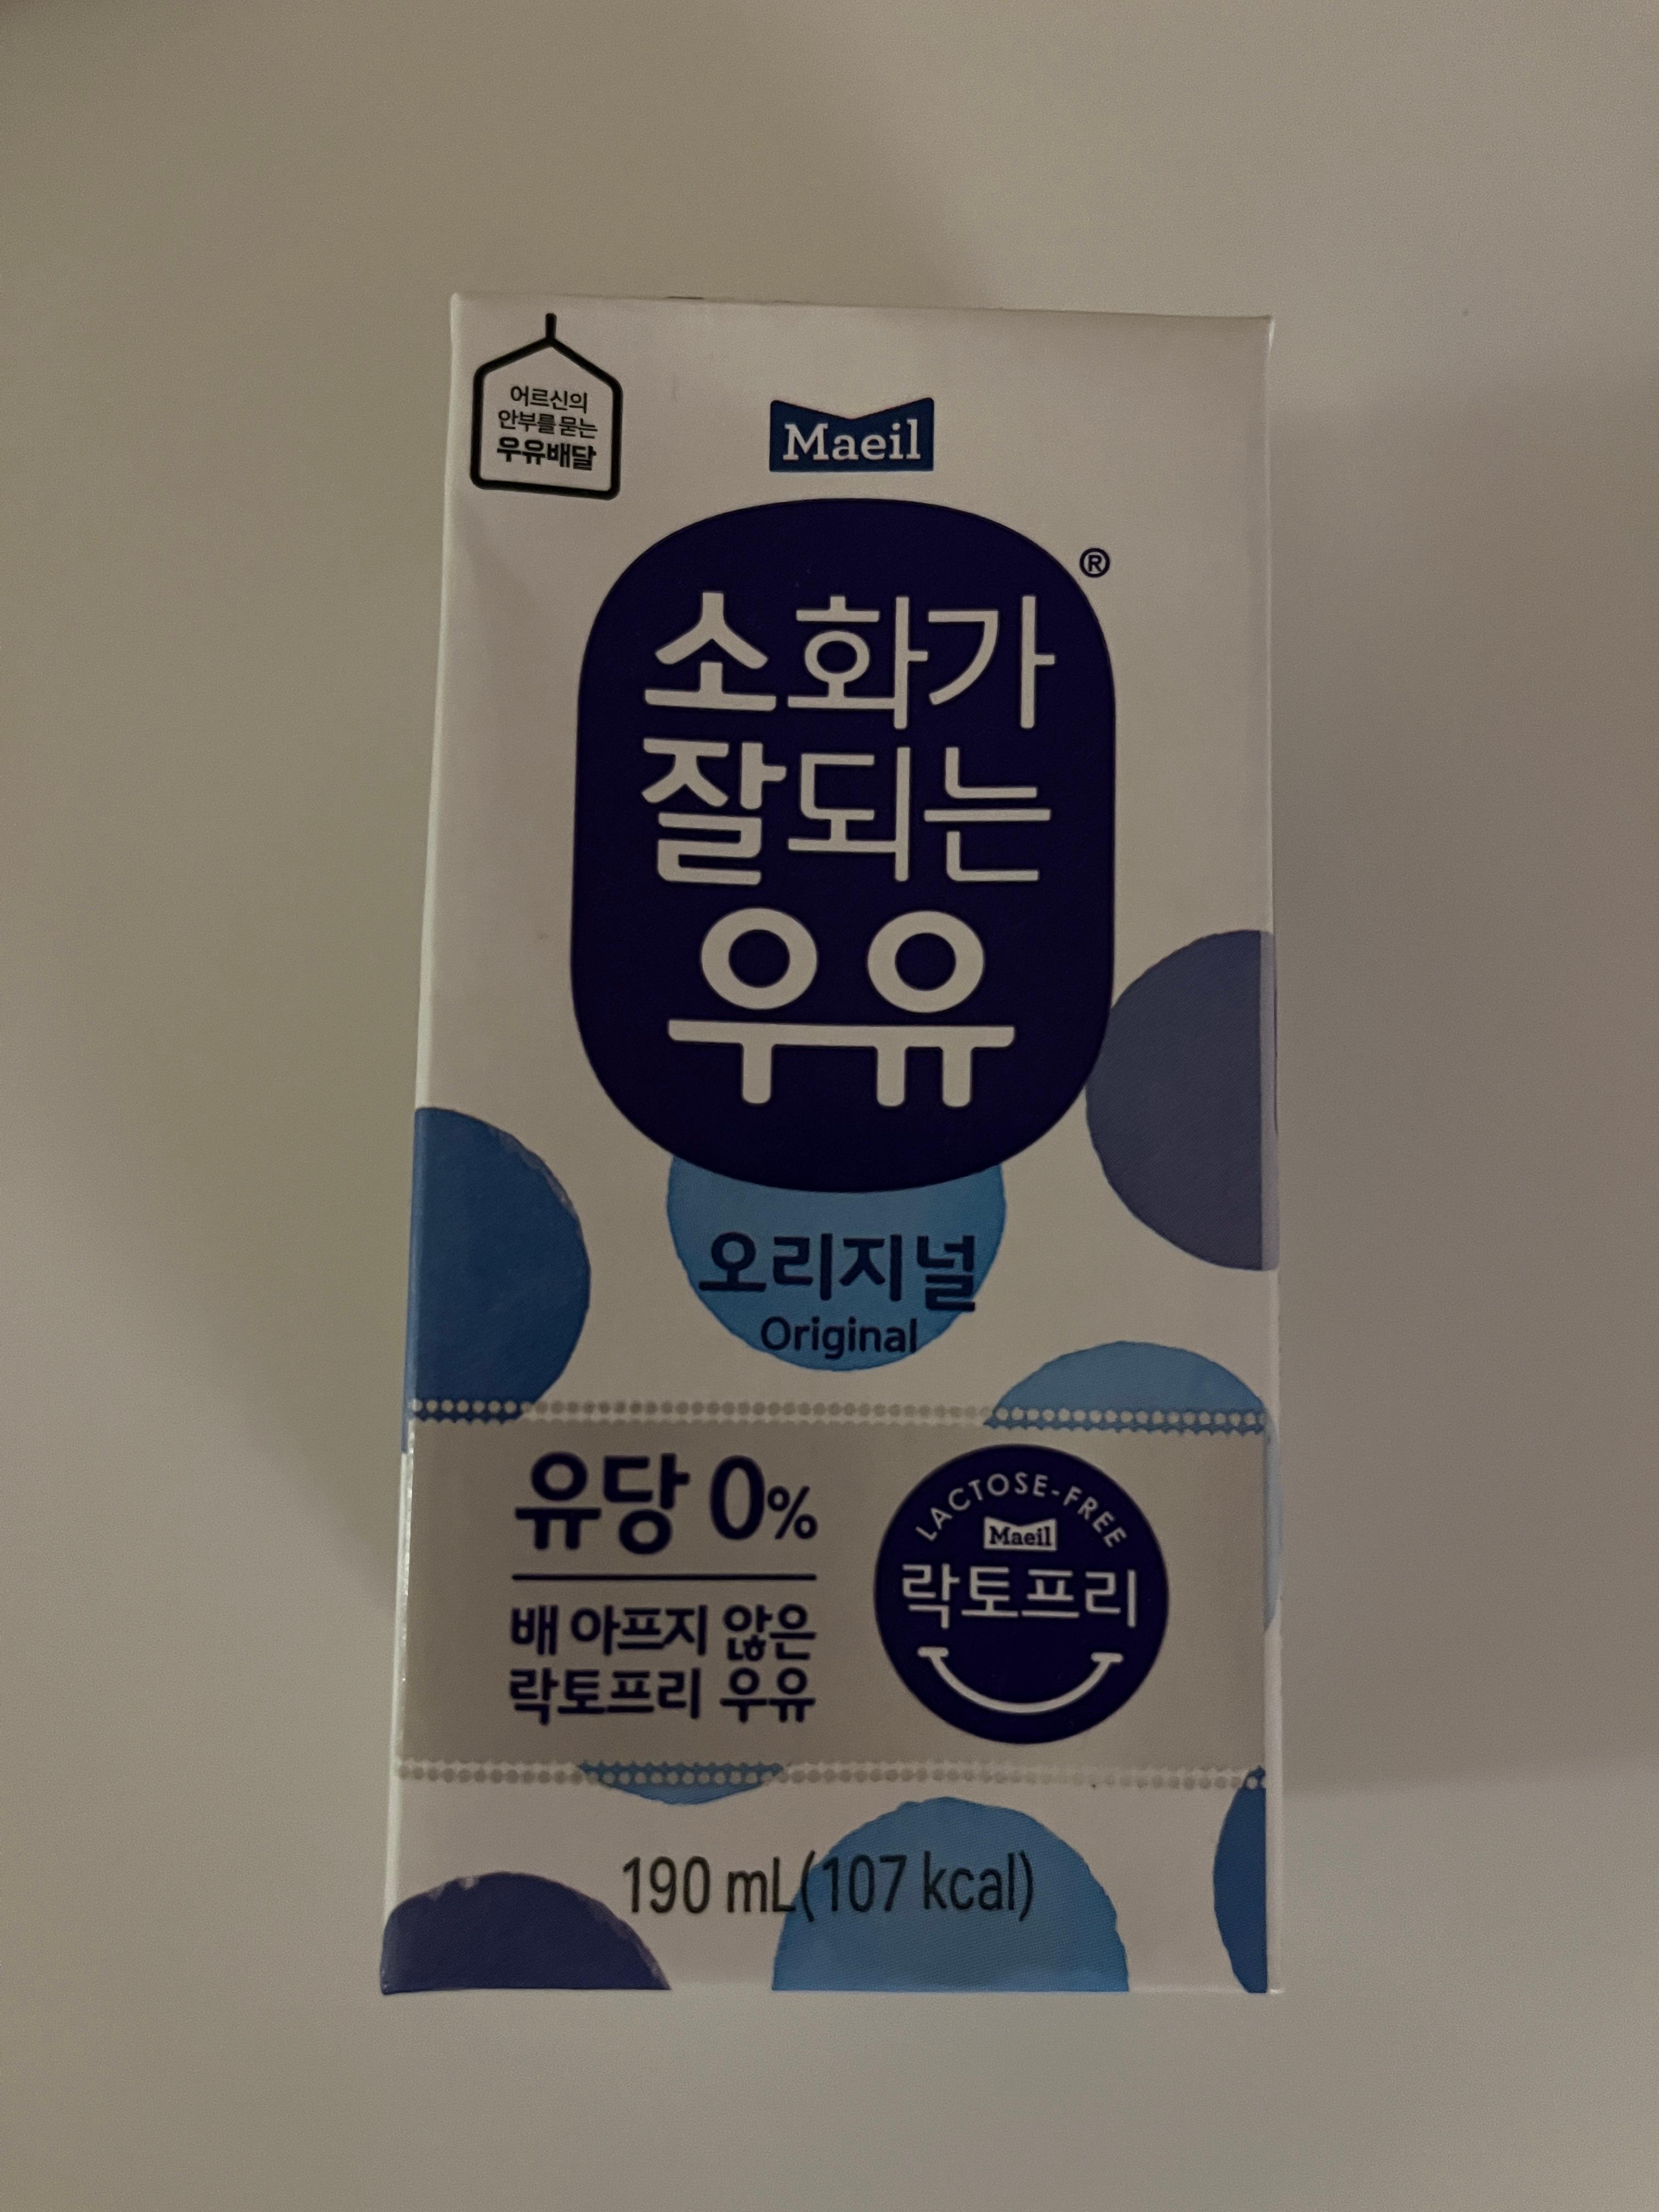 어르신의
안부를 묻는
우유배달
Maeil
®
소화가
잘되는
우유
오리지널
Original
유당 0%
배 아프지 않은
락토프리 우유
LACTOSE-FREE
Maeil
락토프리
190 mL(107 kcal)